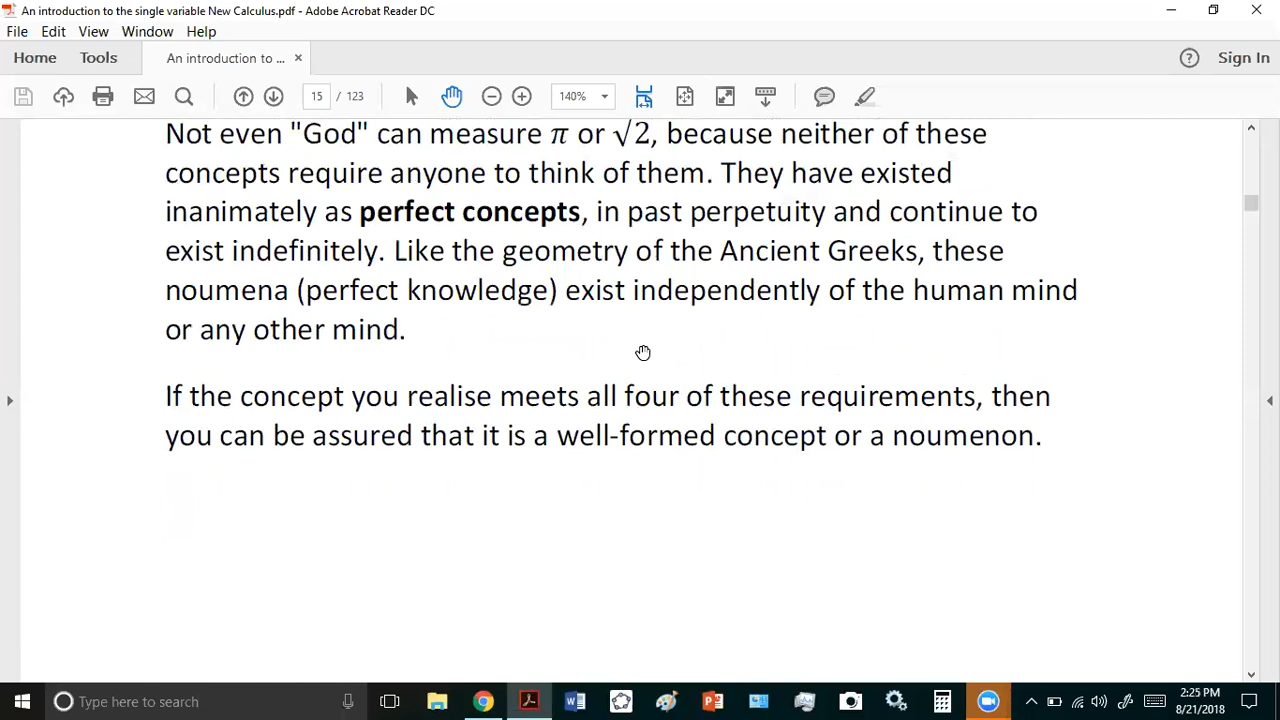 An introduction to the single variable New Calculus.pdf - Adobe Acrobat Reader DC
File Edit View Window Help
Home Tools An introduction to ... × ? Sign In
15 / 123 140%
Not even "God" can measure π or √2, because neither of these
concepts require anyone to think of them. They have existed
inanimately as perfect concepts, in past perpetuity and continue to
exist indefinitely. Like the geometry of the Ancient Greeks, these
noumena (perfect knowledge) exist independently of the human mind
or any other mind.
If the concept you realise meets all four of these requirements, then
you can be assured that it is a well-formed concept or a noumenon.
Type here to search
2:25 PM
8/21/2018